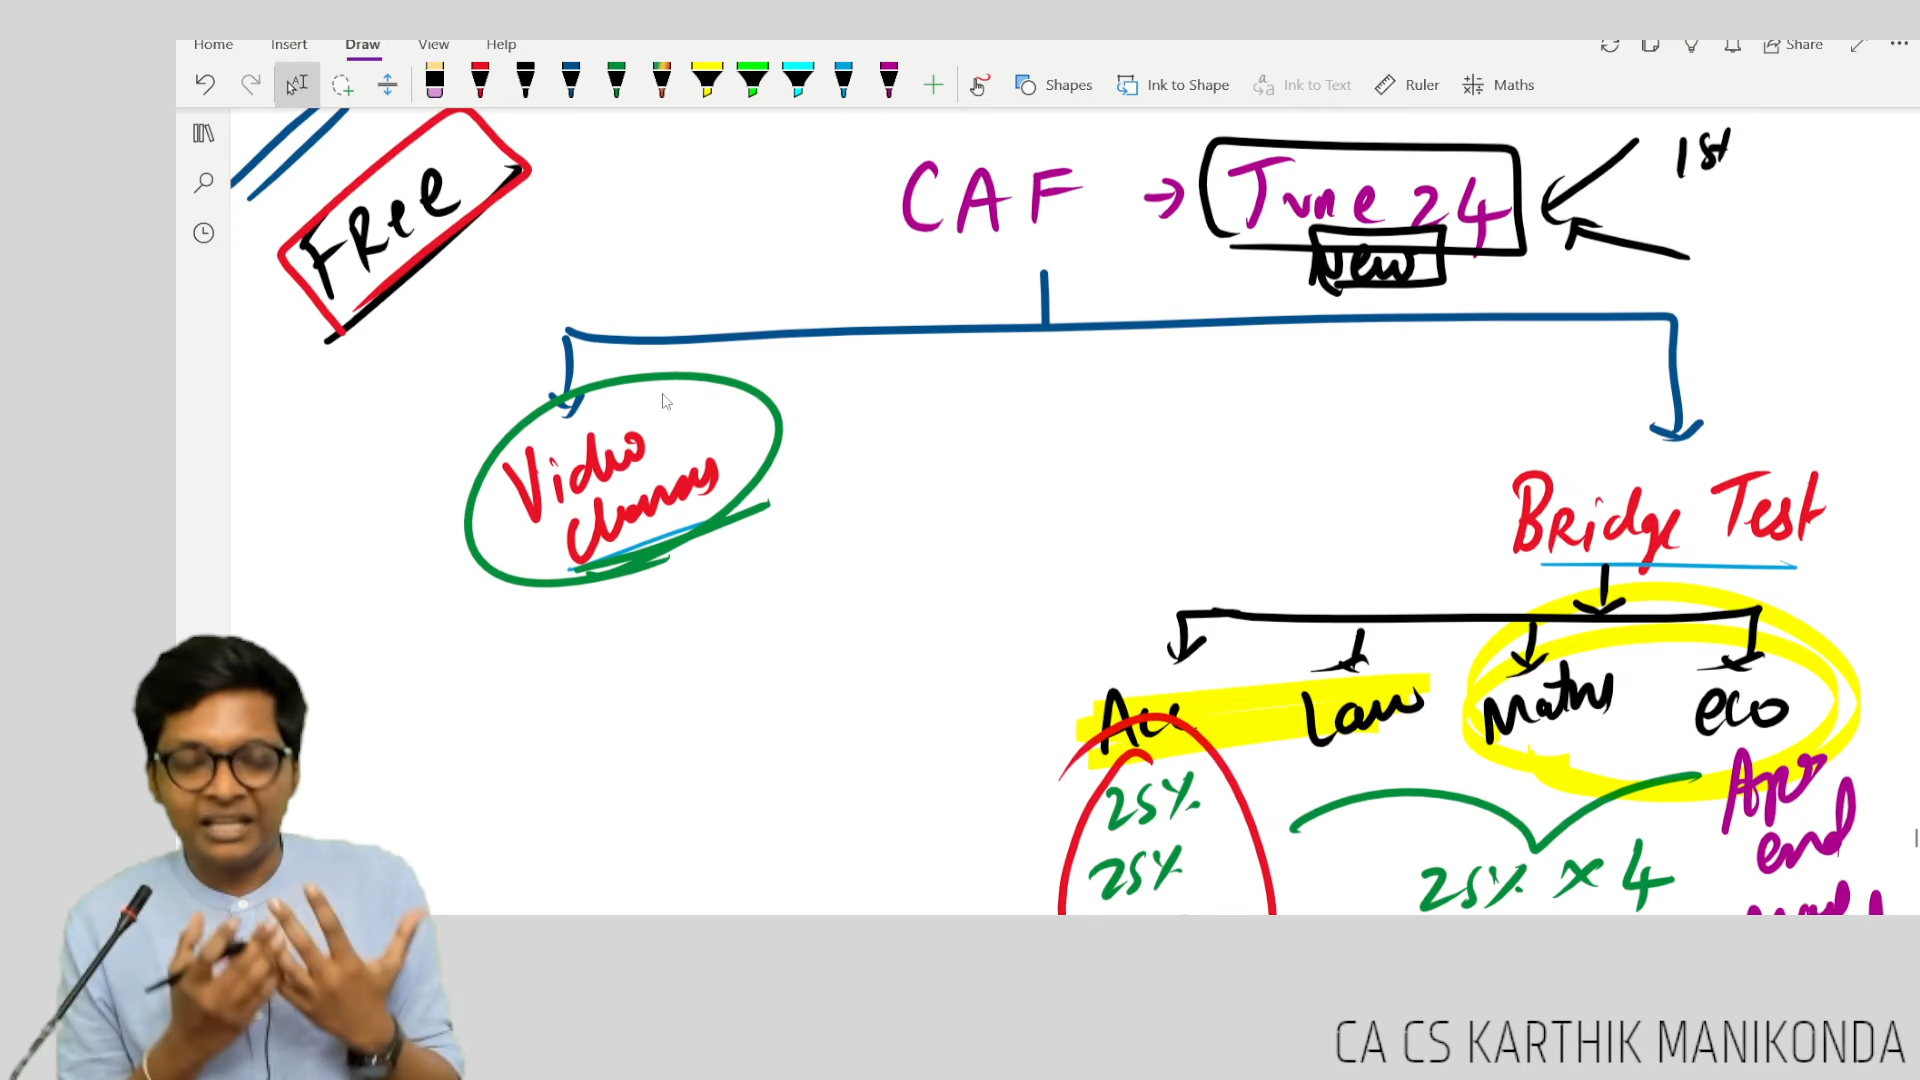 Home Insert Draw View Help Share
Shapes Ink to Shape Ink to Text Ruler Maths
FRee
CAF → June 24
1st
New
Video
Bridge Test
Law Maths eco
25%
25%
25% × 4
end
CA CS KARTHIK MANIKONDA